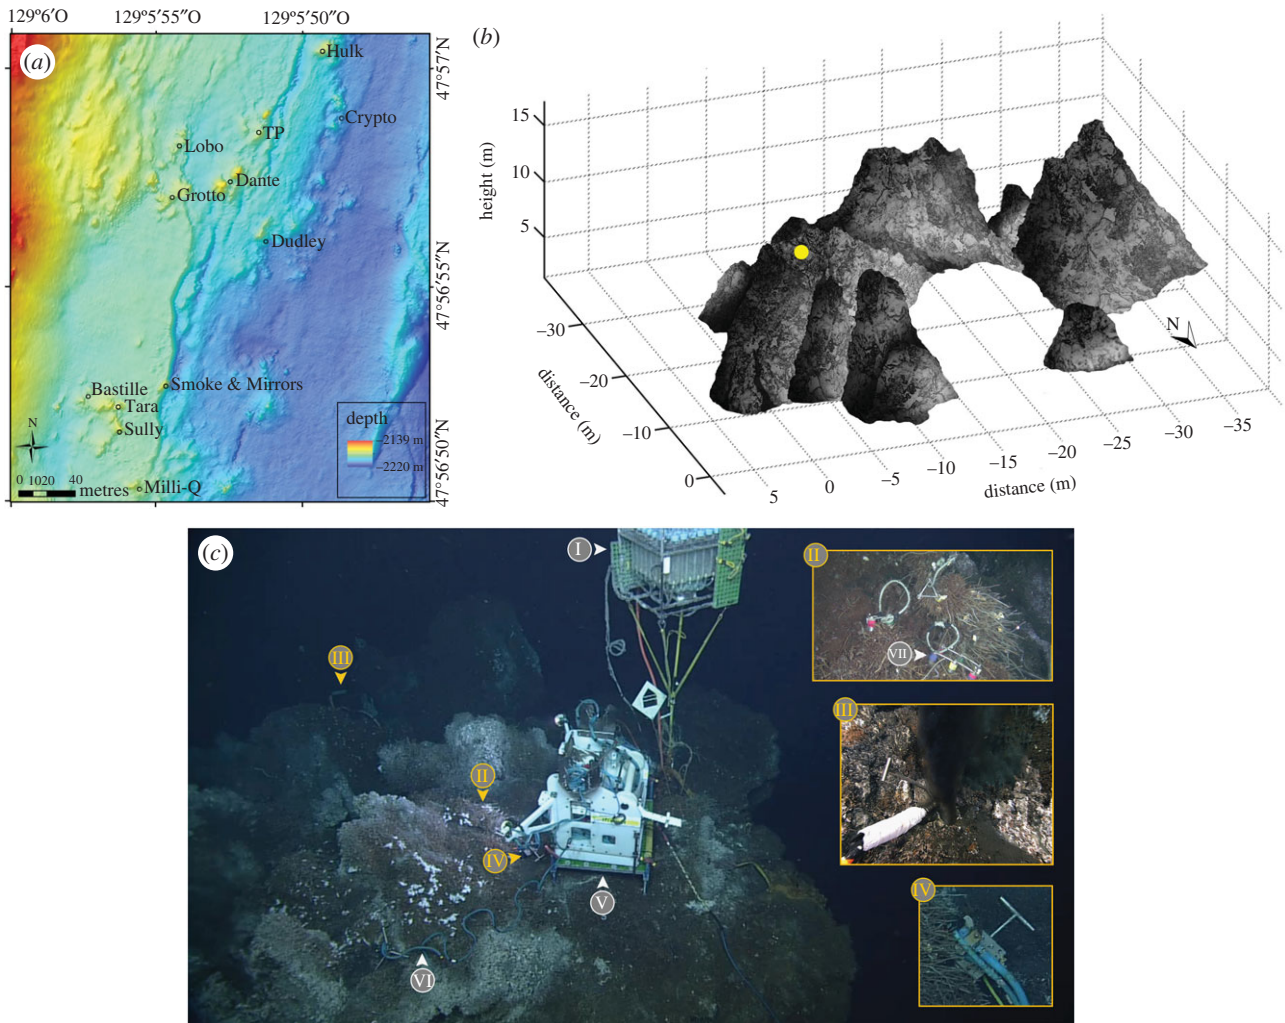 129°6′O
129°5′55″O
129°5′50″O
(a)
Hulk
47°57′N
Crypto
TP
Lobo
Dante
Grotto
Dudley
47°56′55″N
Smoke & Mirrors
Bastille
Tara
Sully
depth
−2139 m
−2220 m
N
0 1020 40
metres
Milli-Q
47°56′50″N
(b)
15
10
5
height (m)
−30
−20
−10
0
distance (m)
5
0
−5
−10
−15
−20
−25
−30
−35
distance (m)
N
(c)
I
II
III
IV
V
VI
II
VII
III
IV